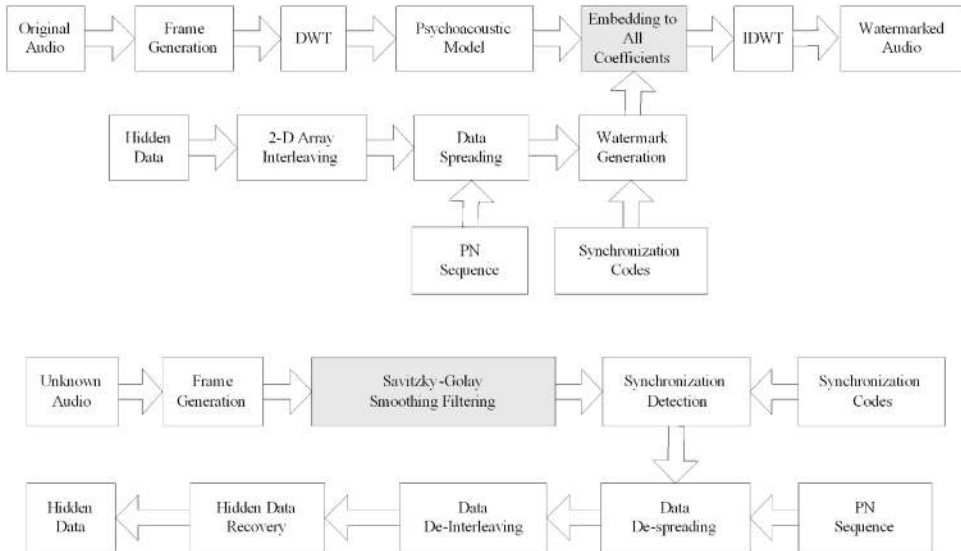 Original
Audio
Frame
Generation
DWT
Psychoacoustic
Model
Embedding to
All
Coefficients
IDWT
Watermarked
Audio
Hidden
Data
2-D Array
Interleaving
Data
Spreading
Watermark
Generation
PN
Sequence
Synchronization
Codes
Unknown
Audio
Frame
Generation
Savitzky-Golay
Smoothing Filtering
Synchronization
Detection
Synchronization
Codes
Hidden
Data
Hidden Data
Recovery
Data
De-Interleaving
Data
De-spreading
PN
Sequence